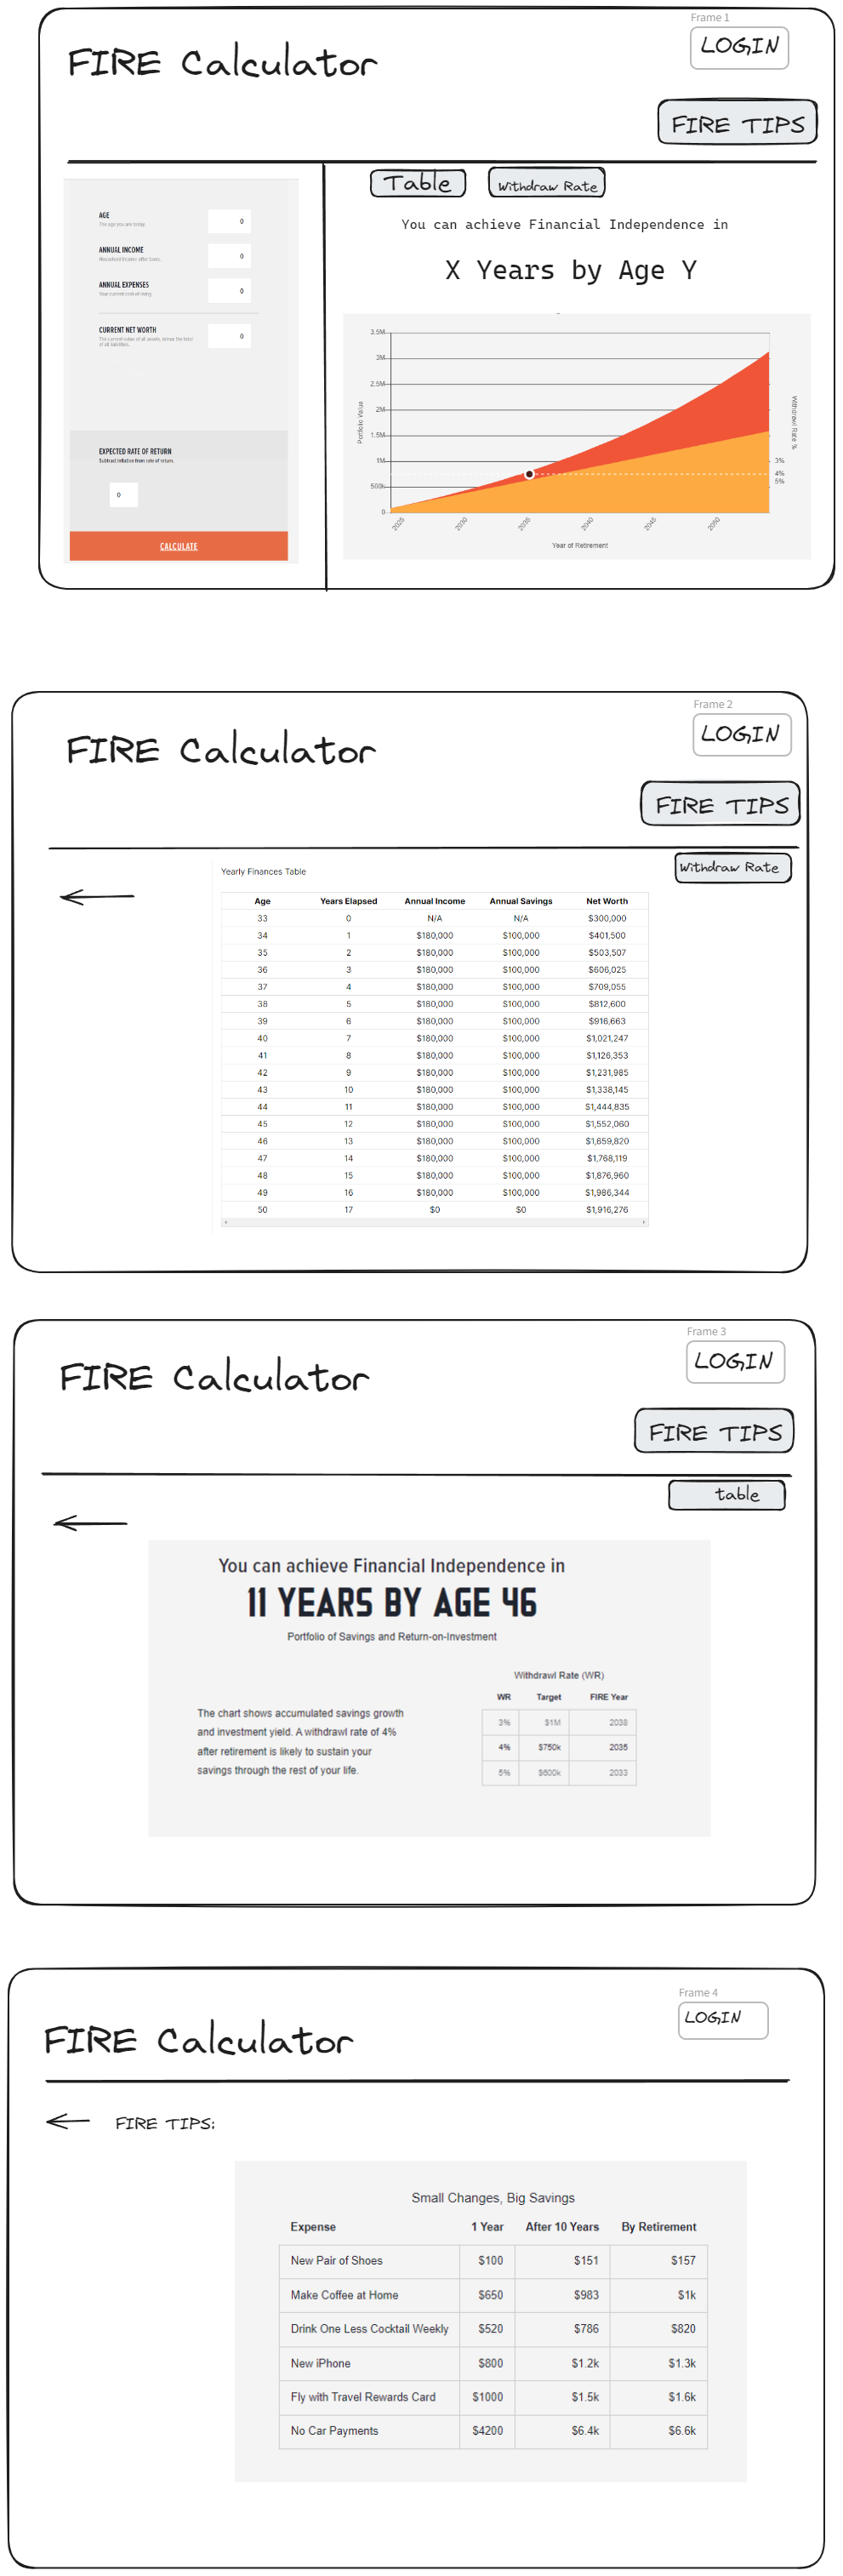 Frame 1
LOGIN
FIRE Calculator
FIRE TIPS
Table
Withdraw Rate
AGE
The age you are today.
0
ANNUAL INCOME
Household income after taxes.
0
ANNUAL EXPENSES
Your current cost of living.
0
CURRENT NET WORTH
The current value of all assets, minus the total
of all liabilities.
0
EXPECTED RATE OF RETURN
Subtract inflation from rate of return.
0
CALCULATE
You can achieve Financial Independence in
X Years by Age Y
Portfolio Value
3.5M
3M
2.5M
2M
1.5M
1M
500k
0
2025
2030
2035
2040
2045
2050
Year of Retirement
Withdrawl Rate %
3%
4%
5%
Frame 2
LOGIN
FIRE Calculator
FIRE TIPS
Withdraw Rate
Yearly Finances Table
Age Years Elapsed Annual Income Annual Savings Net Worth
33 0 N/A N/A $300,000
34 1 $180,000 $100,000 $401,500
35 2 $180,000 $100,000 $503,507
36 3 $180,000 $100,000 $606,025
37 4 $180,000 $100,000 $709,055
38 5 $180,000 $100,000 $812,600
39 6 $180,000 $100,000 $916,663
40 7 $180,000 $100,000 $1,021,247
41 8 $180,000 $100,000 $1,126,353
42 9 $180,000 $100,000 $1,231,985
43 10 $180,000 $100,000 $1,338,145
44 11 $180,000 $100,000 $1,444,835
45 12 $180,000 $100,000 $1,552,060
46 13 $180,000 $100,000 $1,659,820
47 14 $180,000 $100,000 $1,768,119
48 15 $180,000 $100,000 $1,876,960
49 16 $180,000 $100,000 $1,986,344
50 17 $0 $0 $1,916,276
Frame 3
LOGIN
FIRE Calculator
FIRE TIPS
table
You can achieve Financial Independence in
11 YEARS BY AGE 46
Portfolio of Savings and Return-on-Investment
The chart shows accumulated savings growth
and investment yield. A withdrawl rate of 4%
after retirement is likely to sustain your
savings through the rest of your life.
Withdrawl Rate (WR)
WR Target FIRE Year
3% $1M 2038
4% $750k 2035
5% $600k 2033
Frame 4
LOGIN
FIRE Calculator
FIRE TIPS:
Small Changes, Big Savings
Expense 1 Year After 10 Years By Retirement
New Pair of Shoes $100 $151 $157
Make Coffee at Home $650 $983 $1k
Drink One Less Cocktail Weekly $520 $786 $820
New iPhone $800 $1.2k $1.3k
Fly with Travel Rewards Card $1000 $1.5k $1.6k
No Car Payments $4200 $6.4k $6.6k